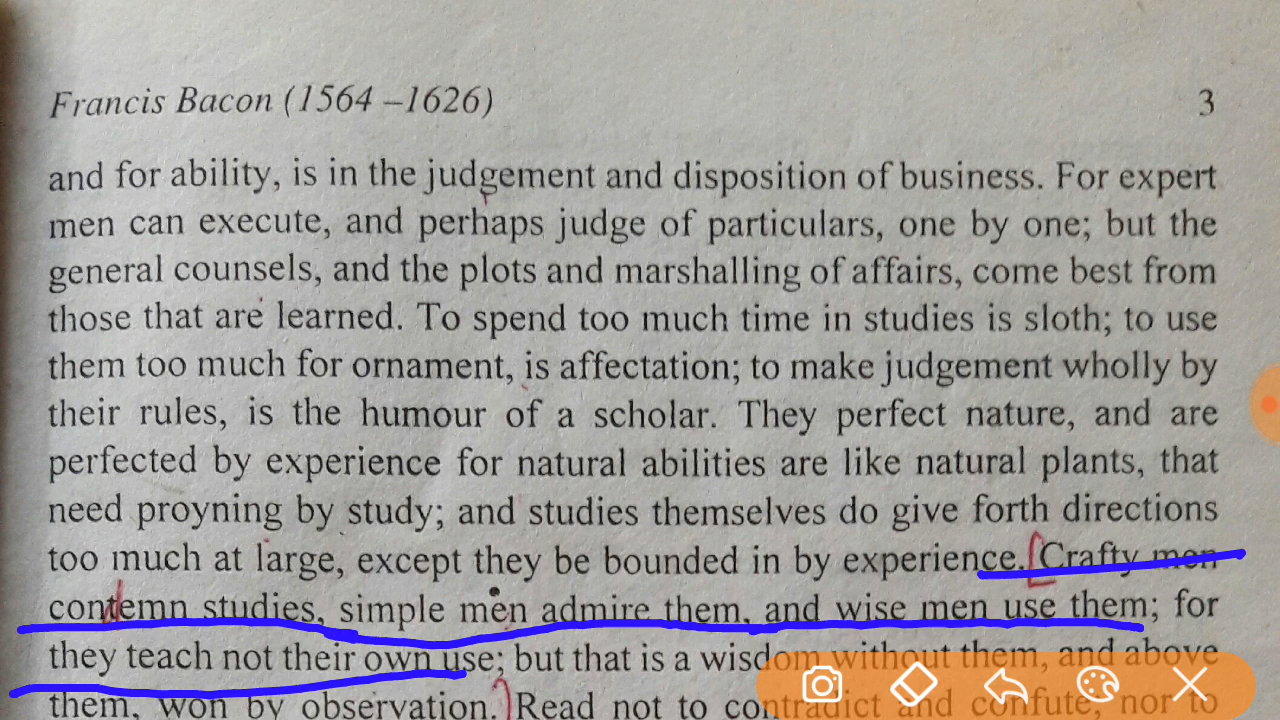 Francis Bacon (1564 –1626) 3
and for ability, is in the judgement and disposition of business. For expert
men can execute, and perhaps judge of particulars, one by one; but the
general counsels, and the plots and marshalling of affairs, come best from
those that are learned. To spend too much time in studies is sloth; to use
them too much for ornament, is affectation; to make judgement wholly by
their rules, is the humour of a scholar. They perfect nature, and are
perfected by experience for natural abilities are like natural plants, that
need proyning by study; and studies themselves do give forth directions
too much at large, except they be bounded in by experience. Crafty men
contemn studies, simple men admire them, and wise men use them; for
they teach not their own use; but that is a wisdom without them, and above
them, won by observation. Read not to contradict and confute, nor to